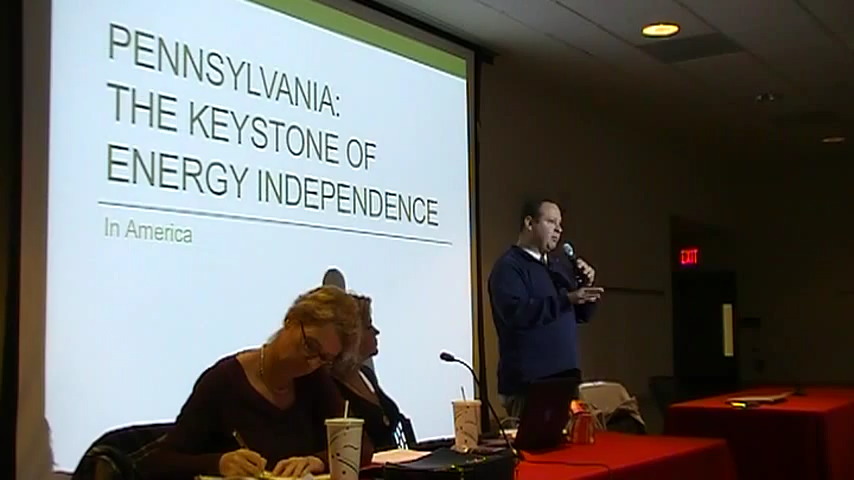 PENNSYLVANIA:
THE KEYSTONE OF
ENERGY INDEPENDENCE
In America
EXIT